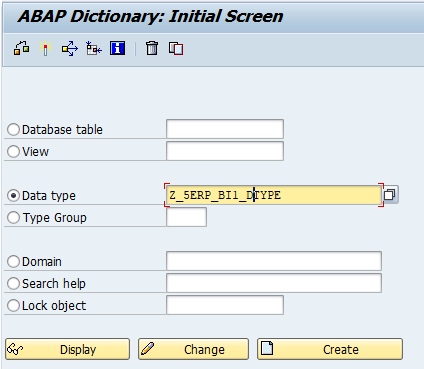 ABAP Dictionary: Initial Screen
Database table
View
Data type Z_5ERP_BI1_DTYPE
Type Group
Domain
Search help
Lock object
Display Change Create